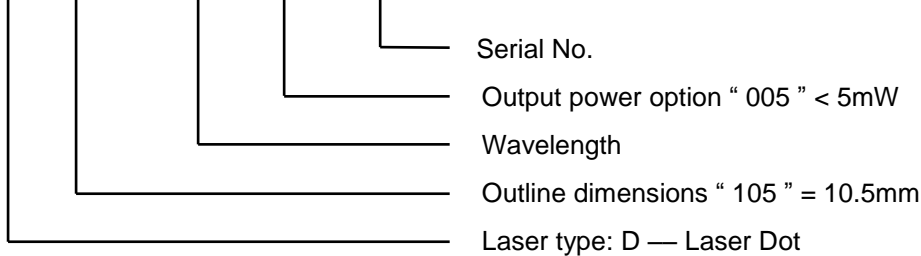 Serial No.
Output power option “ 005 ” < 5mW
Wavelength
Outline dimensions “ 105 ” = 10.5mm
Laser type: D — Laser Dot